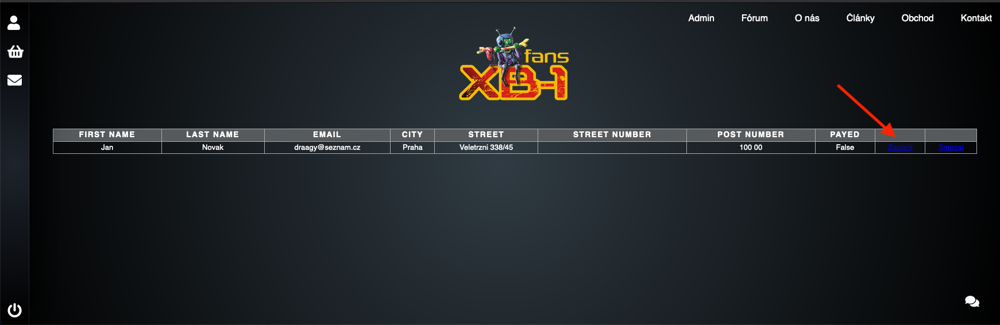 Admin Fórum O nás Články Obchod Kontakt
fans
XB-1
FIRST NAME LAST NAME EMAIL CITY STREET STREET NUMBER POST NUMBER PAYED
Jan Novak draagy@seznam.cz Praha Veletrzni 338/45 100 00 False Zaplatit Smazat